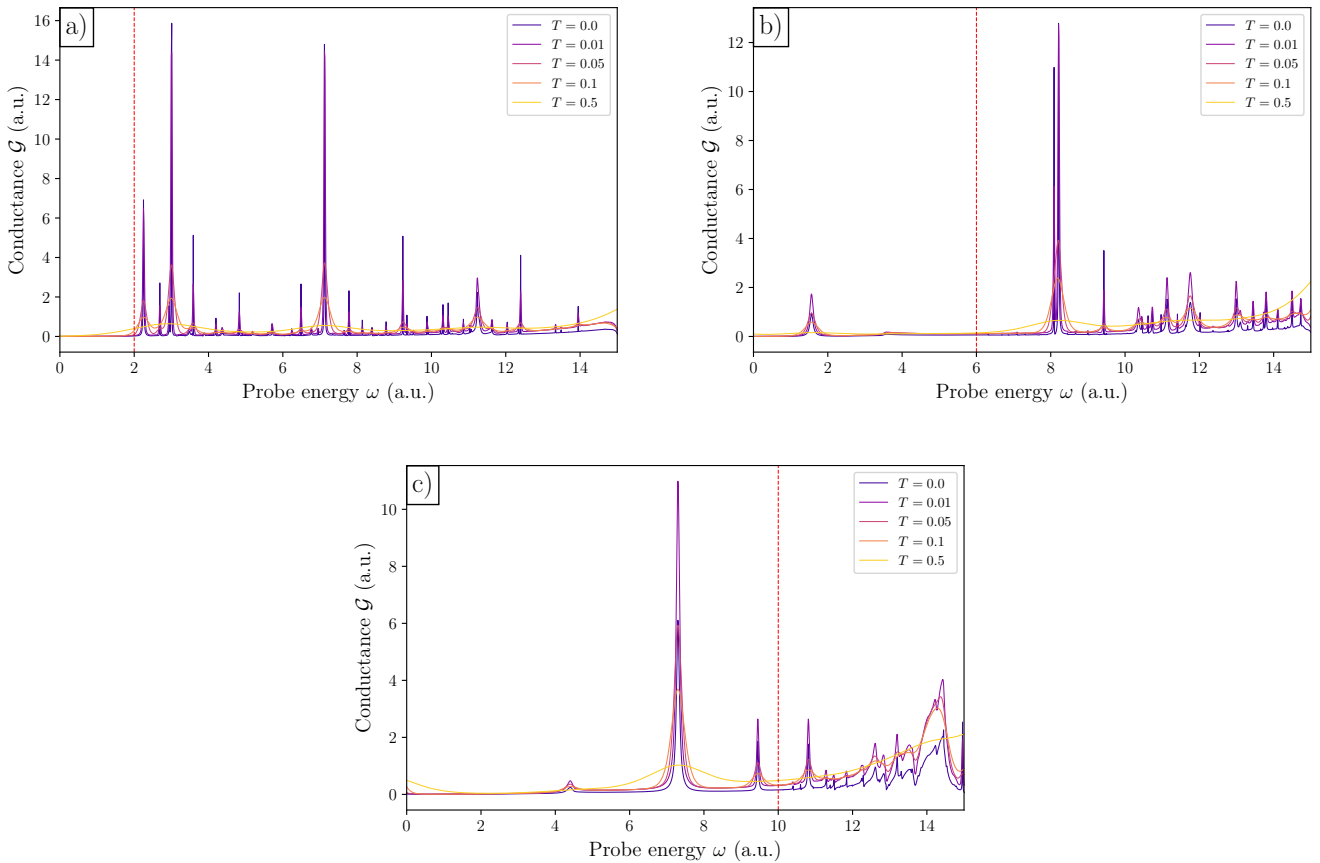 a)
Conductance 𝒢 (a.u.)
16
14
12
10
8
6
4
2
0
0 2 4 6 8 10 12 14
Probe energy ω (a.u.)
T = 0.0
T = 0.01
T = 0.05
T = 0.1
T = 0.5
b)
Conductance 𝒢 (a.u.)
12
10
8
6
4
2
0
0 2 4 6 8 10 12 14
Probe energy ω (a.u.)
T = 0.0
T = 0.01
T = 0.05
T = 0.1
T = 0.5
c)
Conductance 𝒢 (a.u.)
10
8
6
4
2
0
0 2 4 6 8 10 12 14
Probe energy ω (a.u.)
T = 0.0
T = 0.01
T = 0.05
T = 0.1
T = 0.5